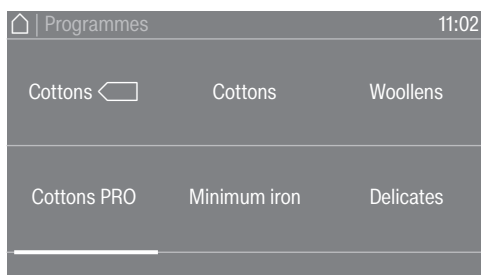 | Programmes 11:02
Cottons Cottons Woollens
Cottons PRO Minimum iron Delicates